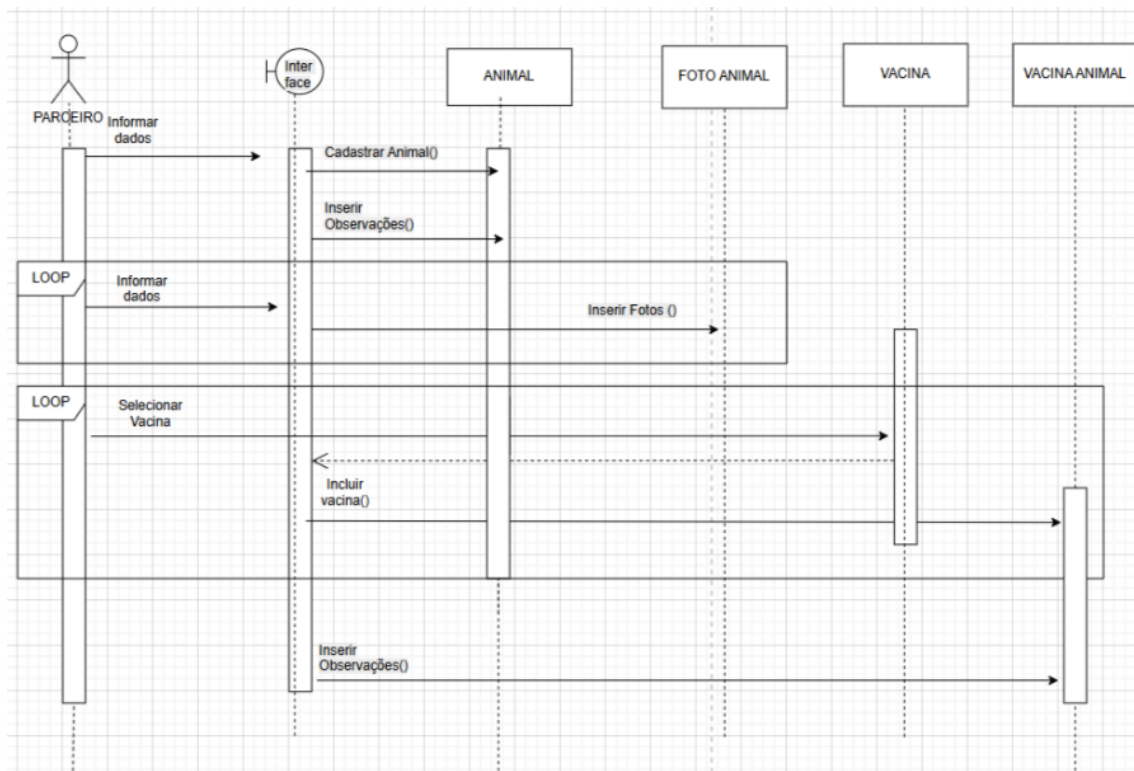 Inter
face
ANIMAL
FOTO ANIMAL
VACINA
VACINA ANIMAL
PARCEIRO
Informar
dados
Cadastrar Animal()
Inserir
Observações()
LOOP
Informar
dados
Inserir Fotos ()
LOOP
Selecionar
Vacina
Incluir
vacina()
Inserir
Observações()